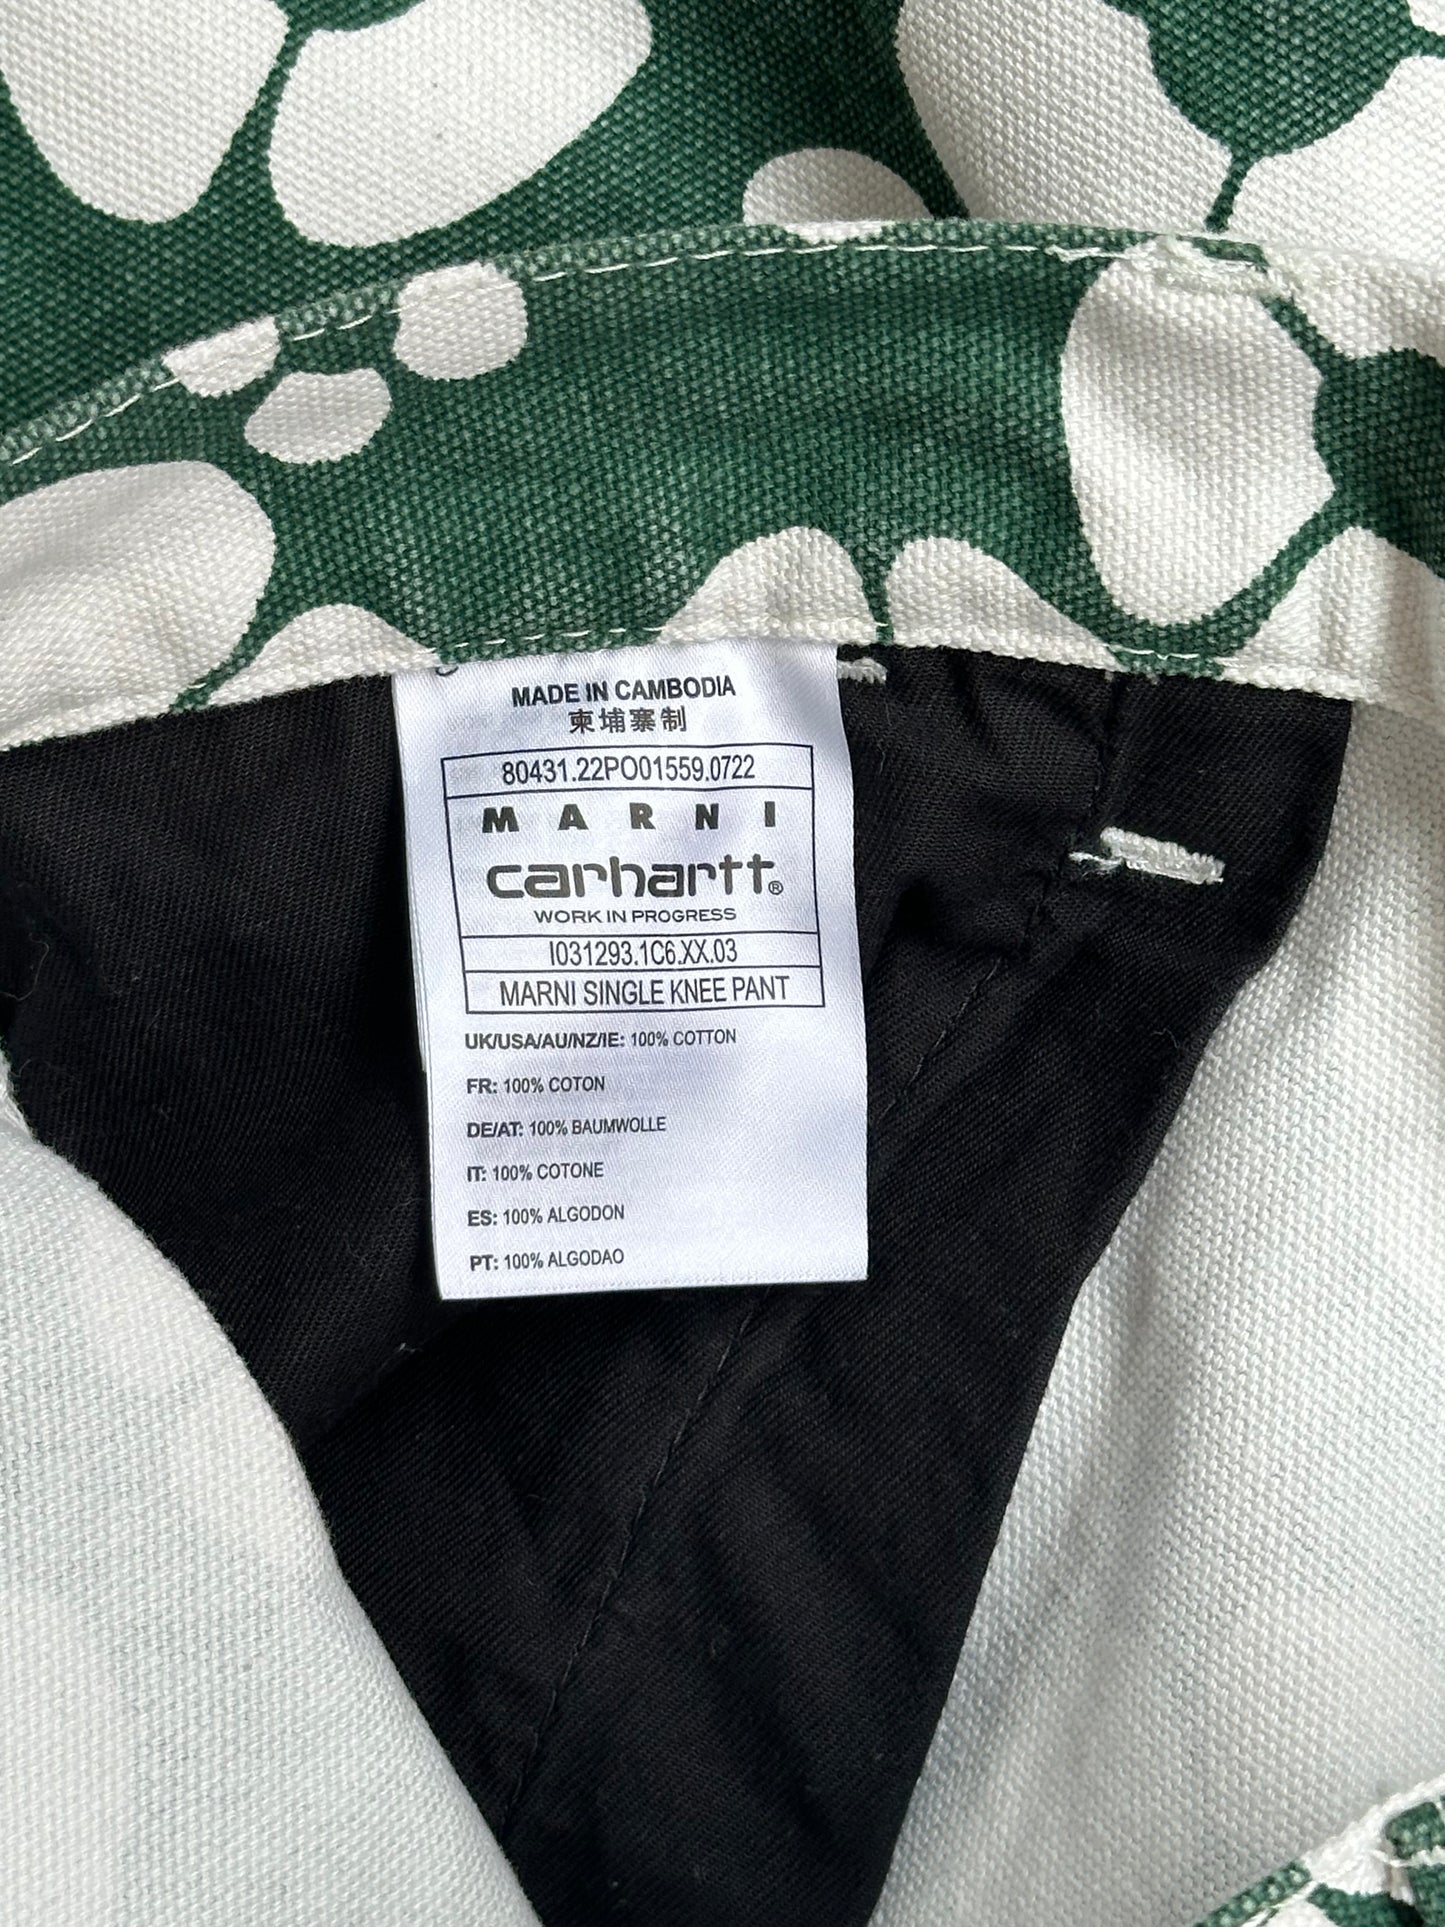 MADE IN CAMBODIA
柬埔寨制
80431.22PO01559.0722
MARNI
carhartt®
WORK IN PROGRESS
I031293.1C6.XX.03
MARNI SINGLE KNEE PANT
UK/USA/AU/NZ/IE: 100% COTTON
FR: 100% COTON
DE/AT: 100% BAUMWOLLE
IT: 100% COTONE
ES: 100% ALGODON
PT: 100% ALGODAO